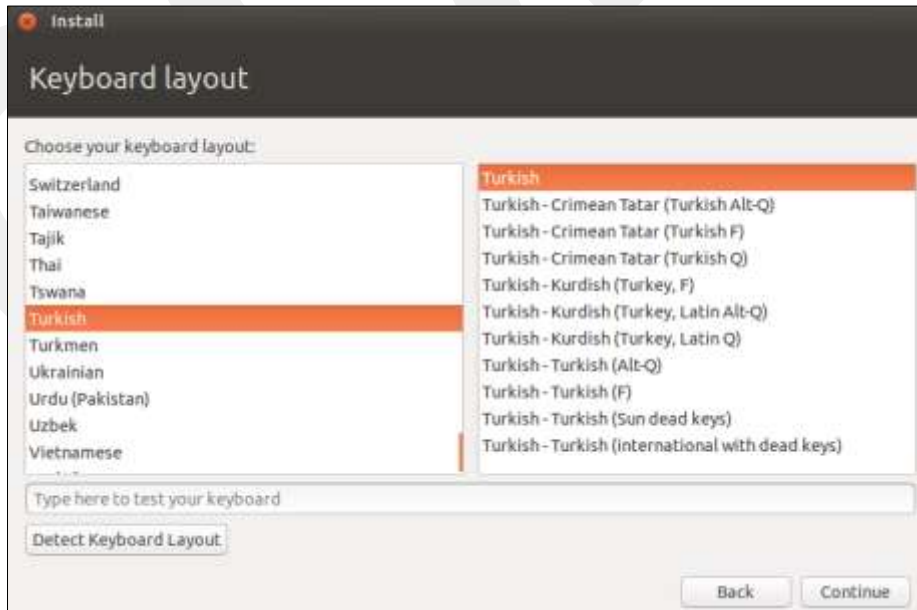 Install
Keyboard layout
Choose your keyboard layout:
Switzerland
Taiwanese
Tajik
Thai
Tswana
Turkish
Turkmen
Ukrainian
Urdu (Pakistan)
Uzbek
Vietnamese
Turkish
Turkish - Crimean Tatar (Turkish Alt-Q)
Turkish - Crimean Tatar (Turkish F)
Turkish - Crimean Tatar (Turkish Q)
Turkish - Kurdish (Turkey, F)
Turkish - Kurdish (Turkey, Latin Alt-Q)
Turkish - Kurdish (Turkey, Latin Q)
Turkish - Turkish (Alt-Q)
Turkish - Turkish (F)
Turkish - Turkish (Sun dead keys)
Turkish - Turkish (international with dead keys)
Type here to test your keyboard
Detect Keyboard Layout
Back
Continue